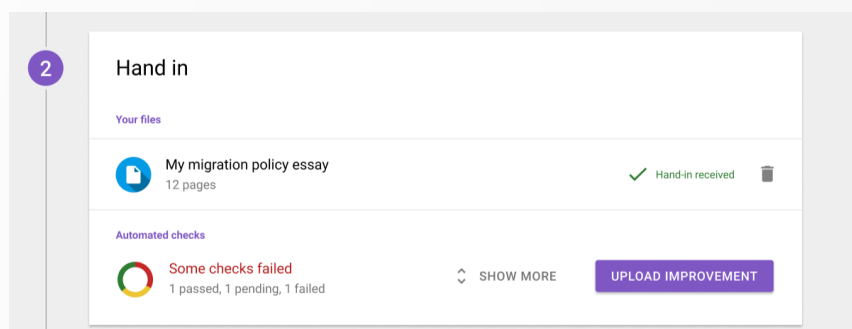 2
Hand in
Your files
My migration policy essay
12 pages
Hand-in received
Automated checks
Some checks failed
1 passed, 1 pending, 1 failed
SHOW MORE
UPLOAD IMPROVEMENT